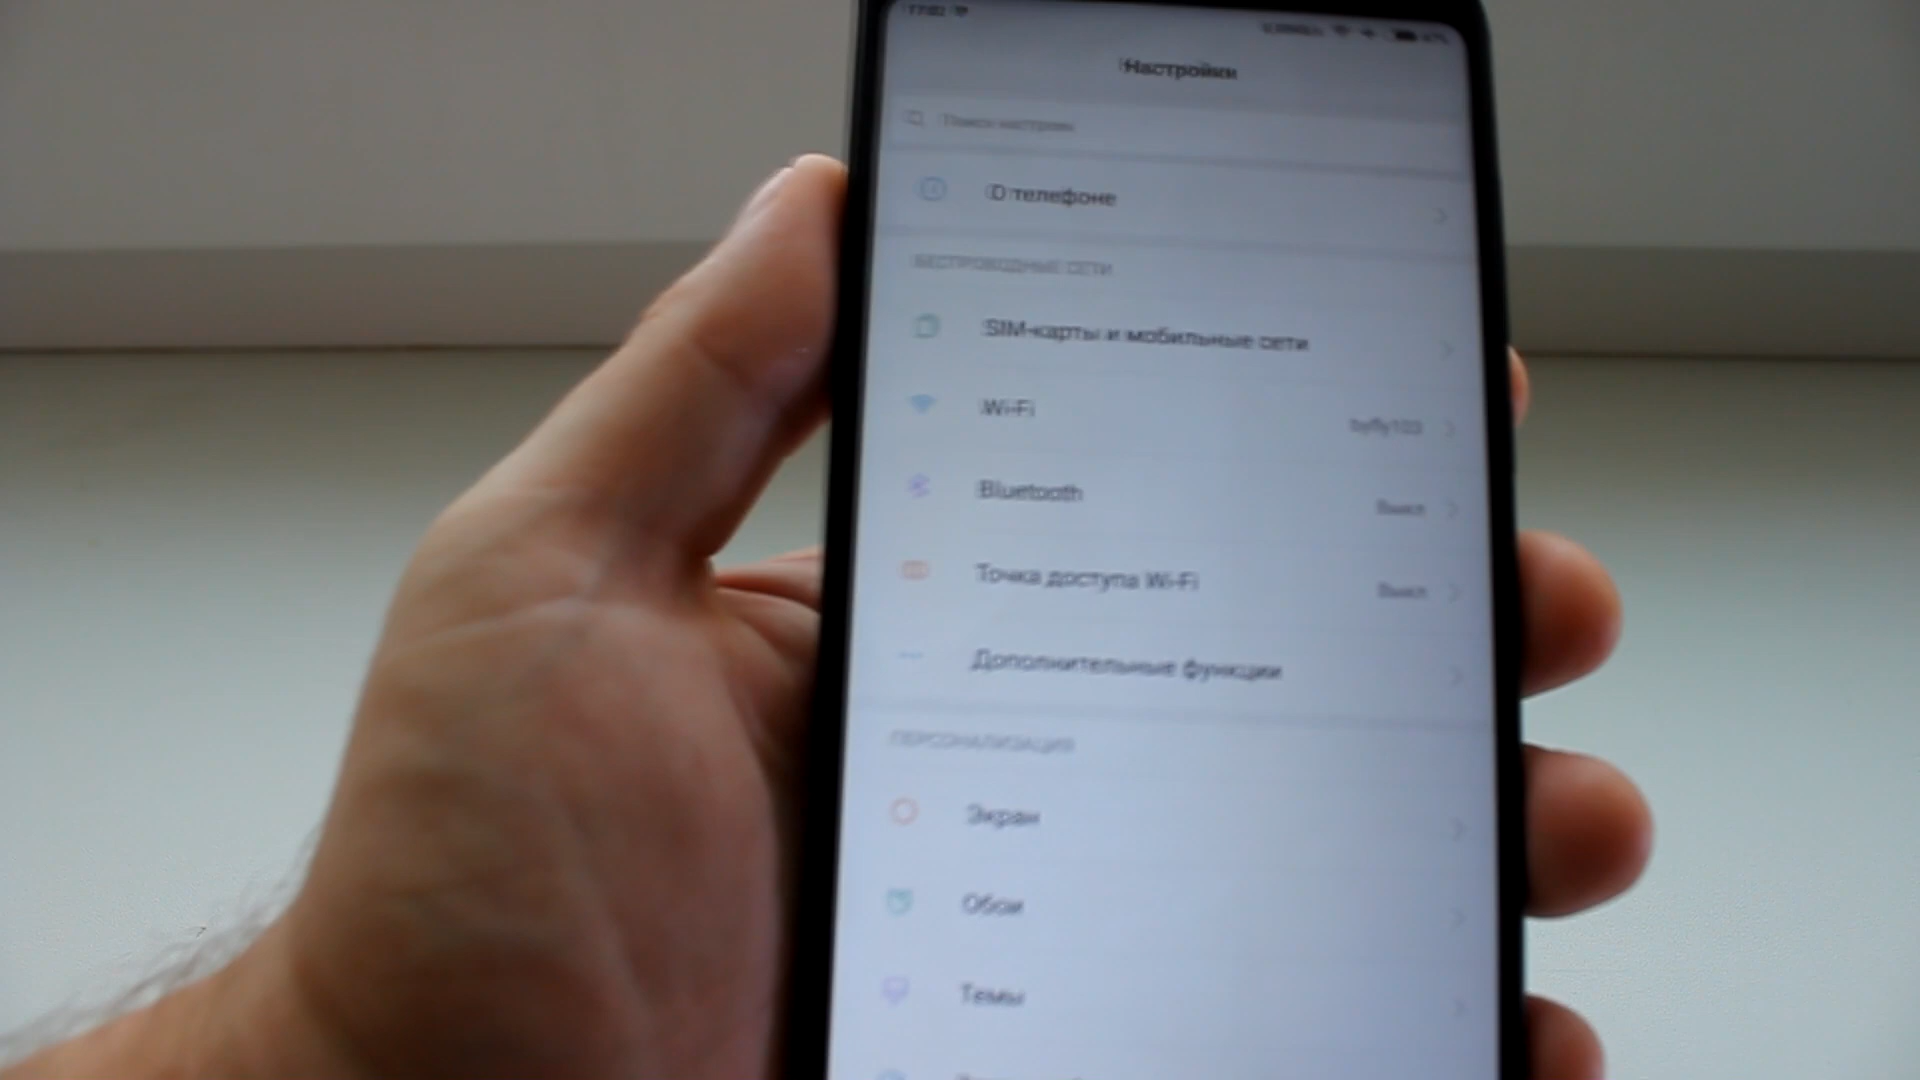 Настройки
Поиск настроек
О телефоне
БЕСПРОВОДНЫЕ СЕТИ
SIM-карты и мобильные сети
Wi-Fi
byfly103
Bluetooth
Выкл
Точка доступа Wi-Fi
Выкл
Дополнительные функции
ПЕРСОНАЛИЗАЦИЯ
Экран
Обои
Темы